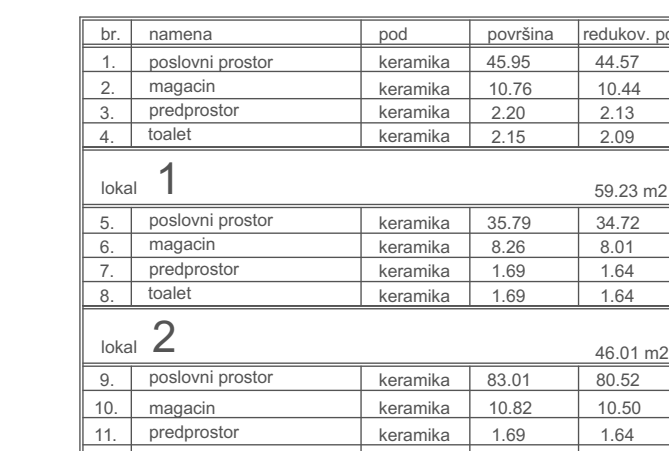 br. namena pod površina redukov. po
1. poslovni prostor keramika 45.95 44.57
2. magacin keramika 10.76 10.44
3. predprostor keramika 2.20 2.13
4. toalet keramika 2.15 2.09
lokal 1 59.23 m2
5. poslovni prostor keramika 35.79 34.72
6. magacin keramika 8.26 8.01
7. predprostor keramika 1.69 1.64
8. toalet keramika 1.69 1.64
lokal 2 46.01 m2
9. poslovni prostor keramika 83.01 80.52
10. magacin keramika 10.82 10.50
11. predprostor keramika 1.69 1.64